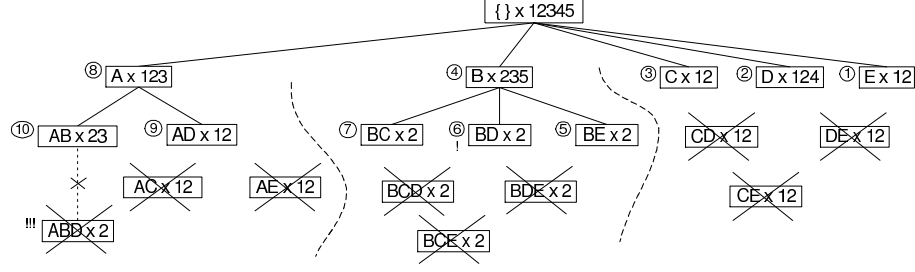 { } x 12345
⑧ A x 123 ④ B x 235 ③ C x 12 ② D x 124 ① E x 12
⑩ AB x 23 ⑨ AD x 12 ⑦ BC x 2 ⑥ BD x 2 ⑤ BE x 2 CD x 12 DE x 12
!
AC x 12 AE x 12 BCD x 2 BDE x 2 CE x 12
!!! ABD x 2 BCE x 2